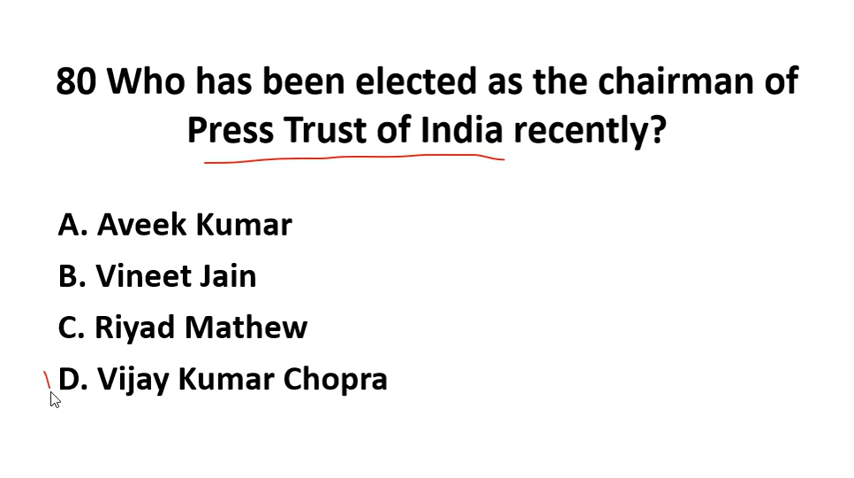 80 Who has been elected as the chairman of
Press Trust of India recently?
A. Aveek Kumar
B. Vineet Jain
C. Riyad Mathew
D. Vijay Kumar Chopra